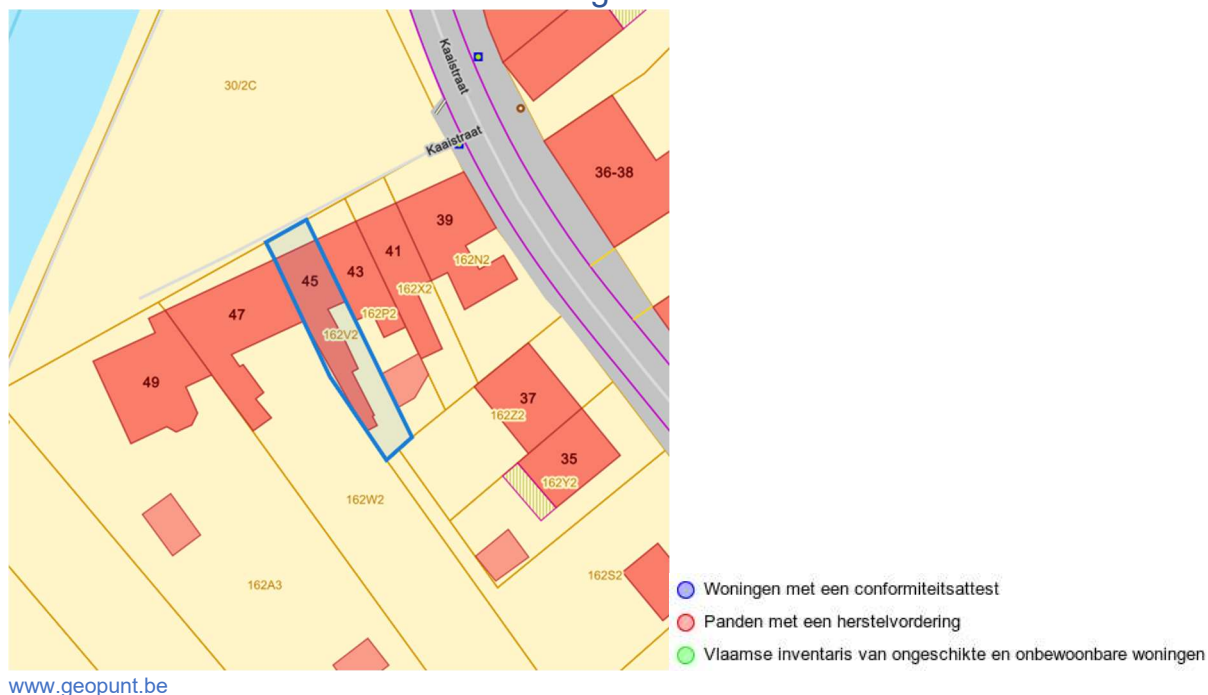 Kaaistraat
30/2C
Kaaistraat
36-38
39
41
162N2
43
45
162X2
162P2
47
162V2
49
37
162Z2
35
162Y2
162W2
162S2
162A3
Woningen met een conformiteitsattest
Panden met een herstelvordering
Vlaamse inventaris van ongeschikte en onbewoonbare woningen
www.geopunt.be